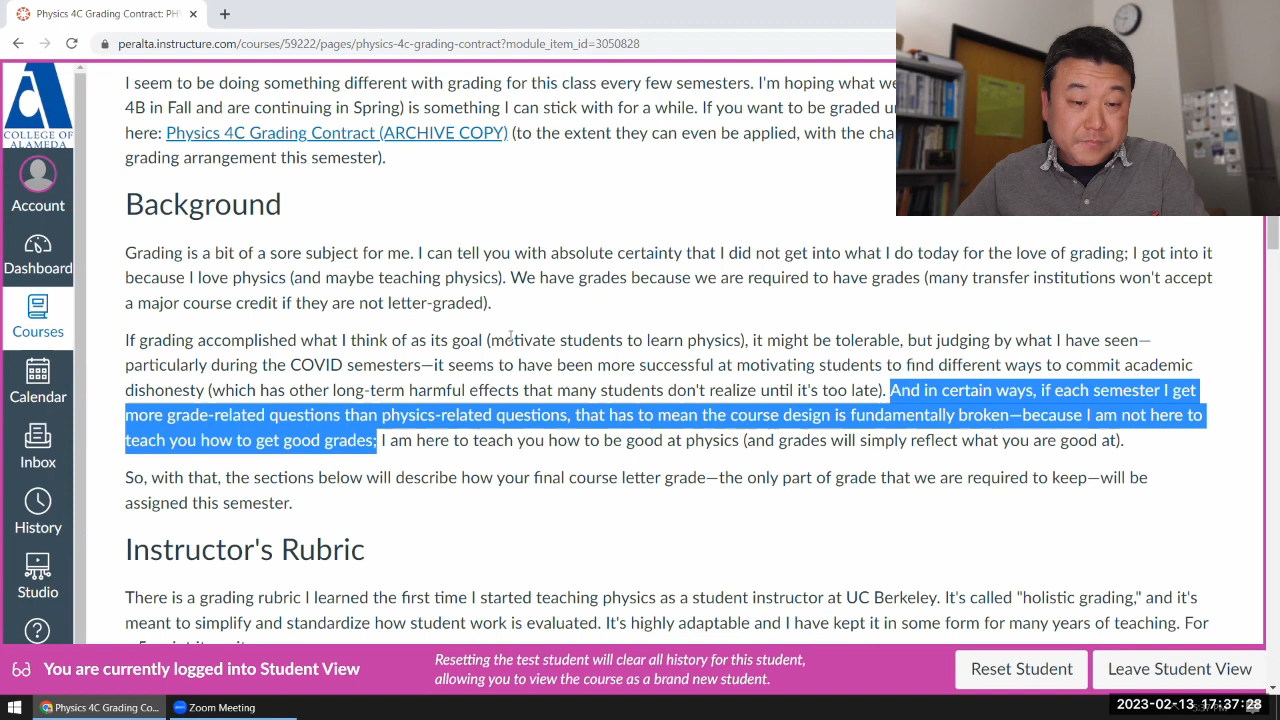 Physics 4C Grading Contract: PHY
peralta.instructure.com/courses/59222/pages/physics-4c-grading-contract?module_item_id=3050828
COLLEGE OF
ALAMEDA
Account
Dashboard
Courses
Calendar
Inbox
History
Studio
I seem to be doing something different with grading for this class every few semesters. I'm hoping what we
4B in Fall and are continuing in Spring) is something I can stick with for a while. If you want to be graded
here: Physics 4C Grading Contract (ARCHIVE COPY) (to the extent they can even be applied, with the
grading arrangement this semester).
Background
Grading is a bit of a sore subject for me. I can tell you with absolute certainty that I did not get into what I do today for the love of grading; I got into it
because I love physics (and maybe teaching physics). We have grades because we are required to have grades (many transfer institutions won't accept
a major course credit if they are not letter-graded).
If grading accomplished what I think of as its goal (motivate students to learn physics), it might be tolerable, but judging by what I have seen—
particularly during the COVID semesters—it seems to have been more successful at motivating students to find different ways to commit academic
dishonesty (which has other long-term harmful effects that many students don't realize until it's too late). And in certain ways, if each semester I get
more grade-related questions than physics-related questions, that has to mean the course design is fundamentally broken—because I am not here to
teach you how to get good grades; I am here to teach you how to be good at physics (and grades will simply reflect what you are good at).
So, with that, the sections below will describe how your final course letter grade—the only part of grade that we are required to keep—will be
assigned this semester.
Instructor's Rubric
There is a grading rubric I learned the first time I started teaching physics as a student instructor at UC Berkeley. It's called "holistic grading," and it's
meant to simplify and standardize how student work is evaluated. It's highly adaptable and I have kept it in some form for many years of teaching. For
You are currently logged into Student View
Resetting the test student will clear all history for this student,
allowing you to view the course as a brand new student.
Reset Student
Leave Student View
Physics 4C Grading Co...
Zoom Meeting
2023-02-13 17:37:28